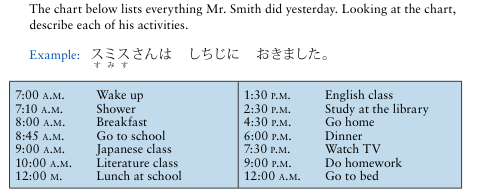 The chart below lists everything Mr. Smith did yesterday. Looking at the chart,
describe each of his activities.
Example: スミスさんは しちじに おきました。
すみす
7:00 A.M. Wake up
7:10 A.M. Shower
8:00 A.M. Breakfast
8:45 A.M. Go to school
9:00 A.M. Japanese class
10:00 A.M. Literature class
12:00 M. Lunch at school
1:30 P.M. English class
2:30 P.M. Study at the library
4:30 P.M. Go home
6:00 P.M. Dinner
7:30 P.M. Watch TV
9:00 P.M. Do homework
12:00 A.M. Go to bed